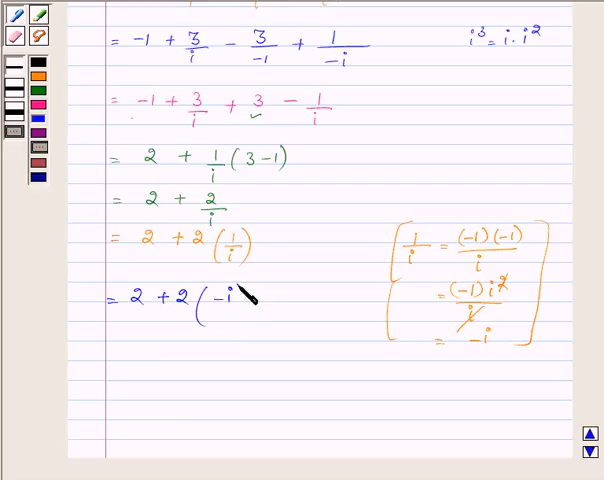 = -1 + 3/i - 3/-1 + 1/-i
i³ = i · i²
= -1 + 3/i + 3 - 1/i
= 2 + 1/i (3-1)
= 2 + 2/i
= 2 + 2 (1/i)
[1/i = (-1)(-1)/i
= (-1) i²/i
= -i]
= 2 + 2 (-i